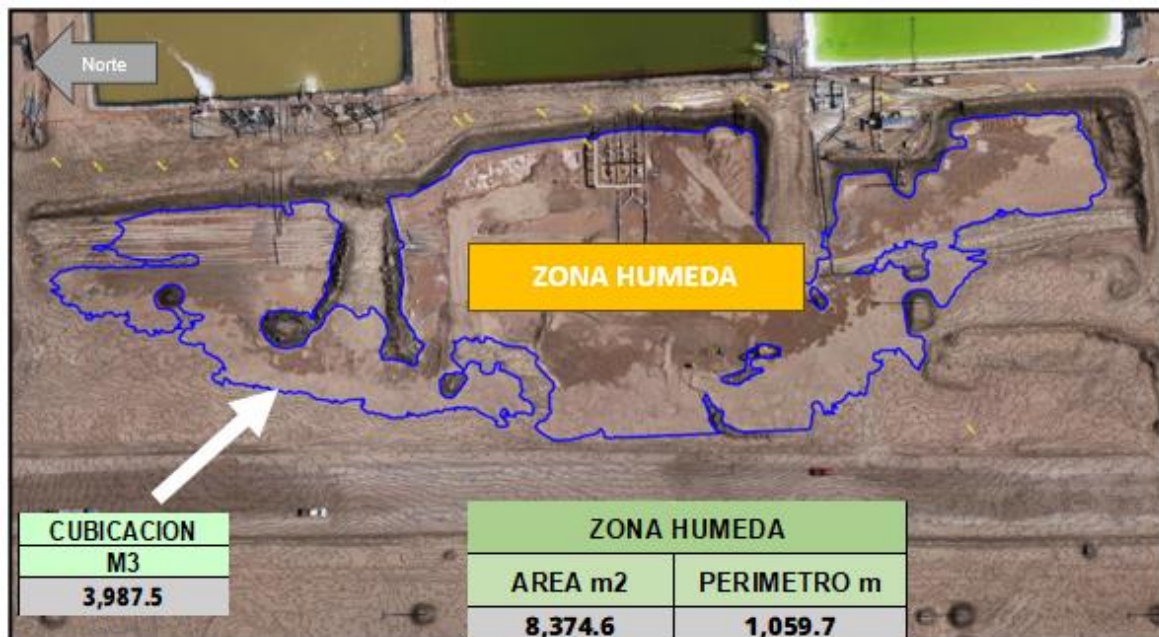 Norte
ZONA HUMEDA
CUBICACION
M3
3,987.5
ZONA HUMEDA
AREA m2 PERIMETRO m
8,374.6 1,059.7